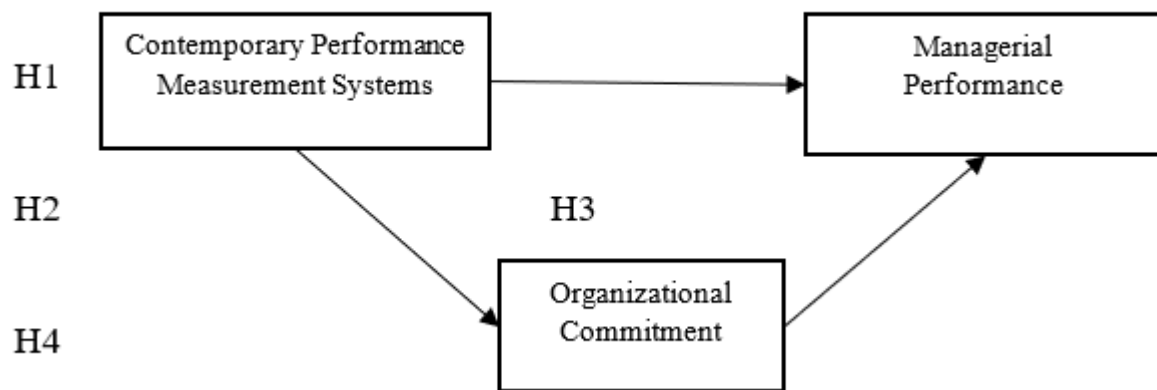 Contemporary Performance
Measurement Systems
Managerial
Performance
H1
H2
H3
Organizational
Commitment
H4